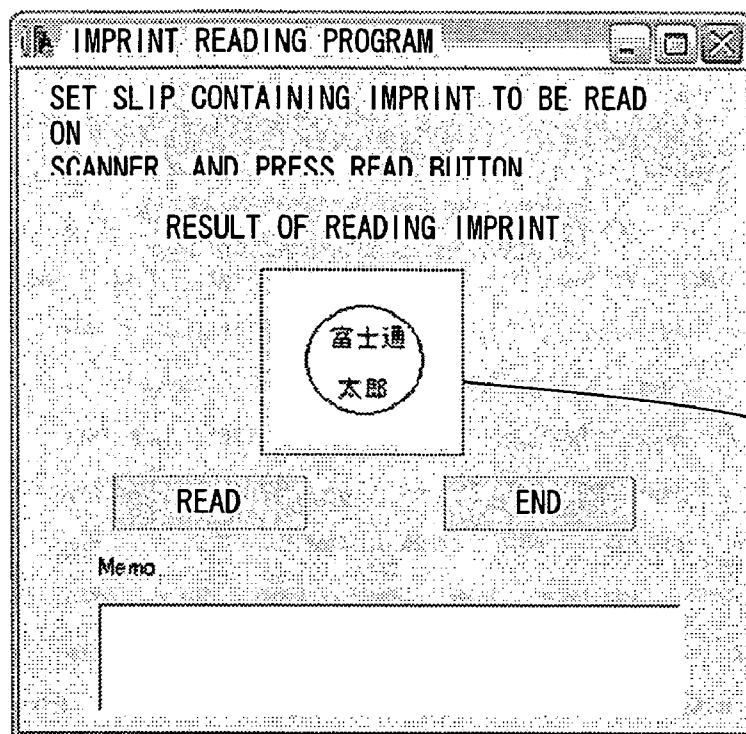 IMPRINT READING PROGRAM
SET SLIP CONTAINING IMPRINT TO BE READ
ON
SCANNER AND PRESS READ BUTTON
RESULT OF READING IMPRINT
富士通
太郎
READ
END
Memo